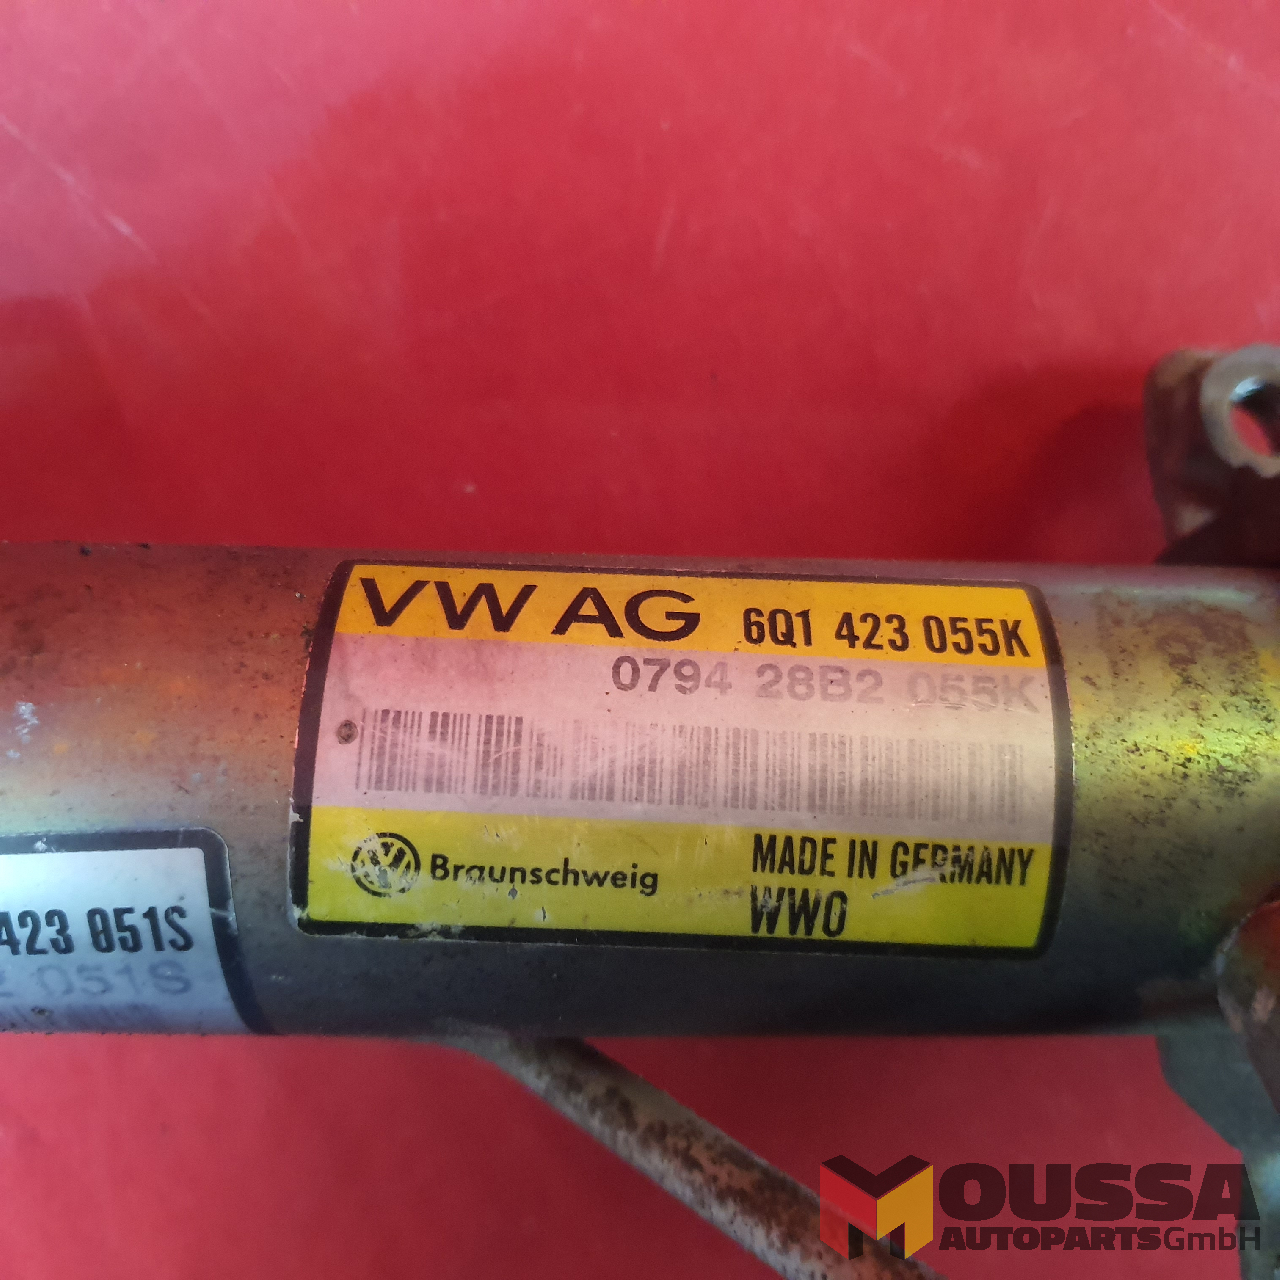 VW AG 6Q1 423 055K
0794 28B2 055K
Braunschweig
MADE IN GERMANY
WWO
423 051S
2 051S
MOUSSA
AUTOPARTS GmbH